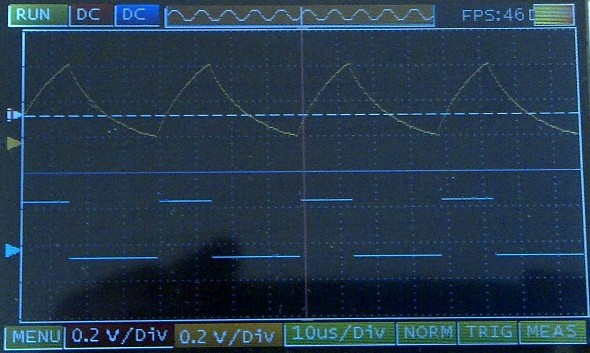 RUN DC DC FPS:46
MENU 0.2 V/Div 0.2 V/Div 10us/Div NORM TRIG MEAS